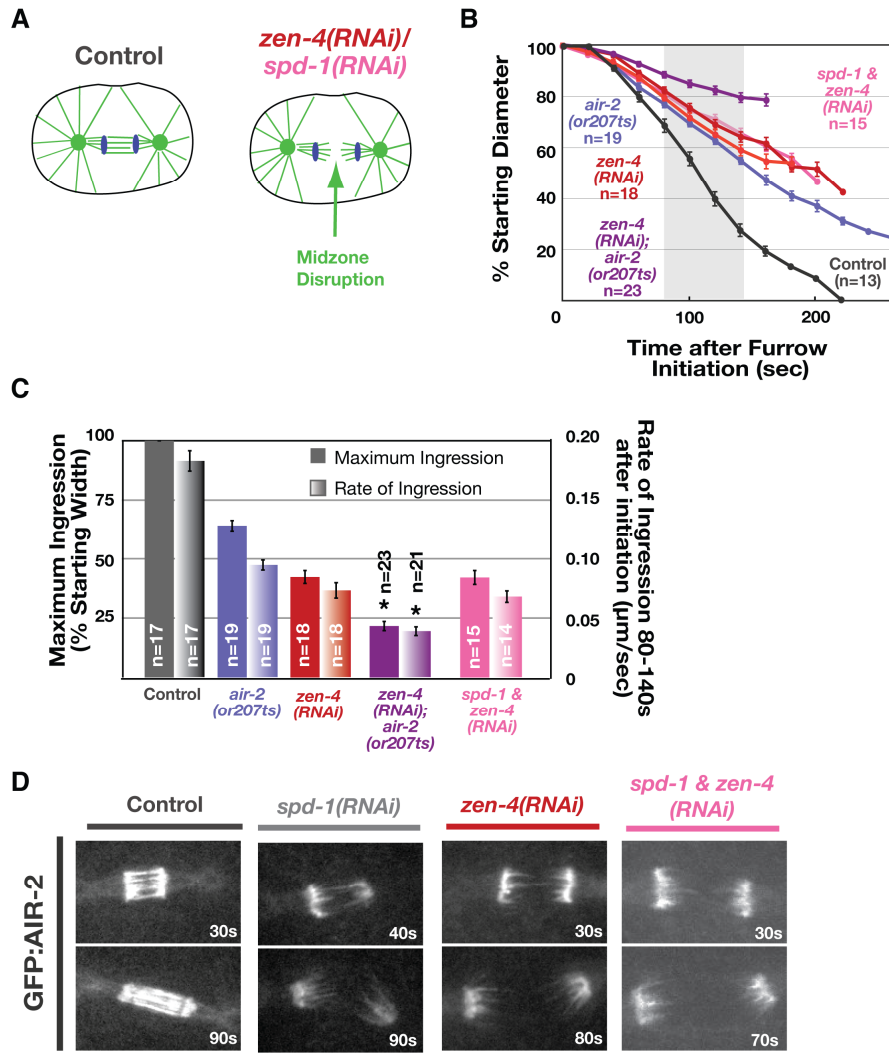 A
Control
zen-4(RNAi)/
spd-1(RNAi)
Midzone
Disruption
B
% Starting Diameter
100
80
60
40
20
0
100
200
Time after Furrow
Initiation (sec)
air-2
(or207ts)
n=19
zen-4
(RNAi)
n=18
zen-4
(RNAi);
air-2
(or207ts)
n=23
spd-1 &
zen-4
(RNAi)
n=15
Control
(n=13)
C
Maximum Ingression
(% Starting Width)
100
75
50
25
Maximum Ingression
Rate of Ingression
0.20
0.15
0.10
0.05
0
Rate of Ingression 80-140s
after initiation (µm/sec)
n=17
n=17
n=19
n=19
n=18
n=18
* n=23
* n=21
n=15
n=14
Control
air-2
(or207ts)
zen-4
(RNAi)
zen-4
(RNAi);
air-2
(or207ts)
spd-1 &
zen-4
(RNAi)
D
Control
spd-1(RNAi)
zen-4(RNAi)
spd-1 & zen-4
(RNAi)
GFP:AIR-2
30s
40s
30s
30s
90s
90s
80s
70s